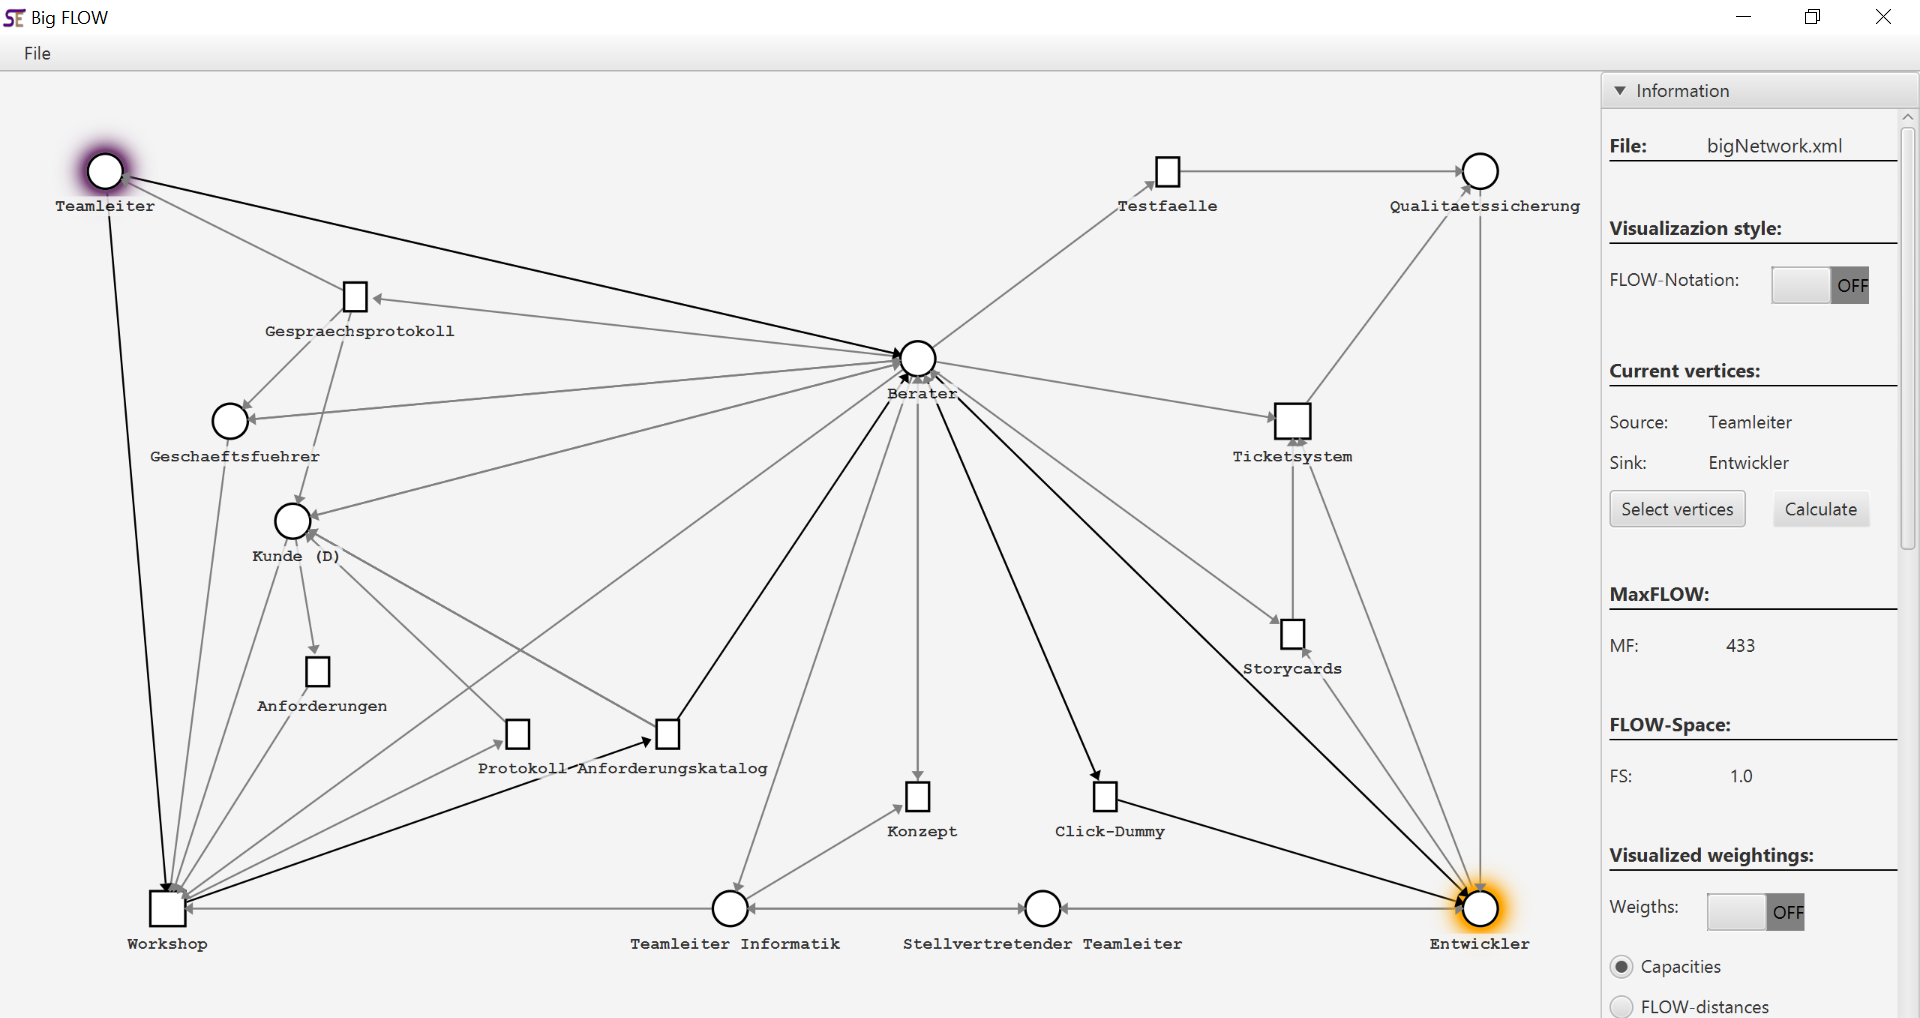 SE Big FLOW
File
Information
File: bigNetwork.xml
Visualizazion style:
FLOW-Notation: OFF
Current vertices:
Source: Teamleiter
Sink: Entwickler
Select vertices Calculate
MaxFLOW:
MF: 433
FLOW-Space:
FS: 1.0
Visualized weightings:
Weigths: OFF
Capacities
FLOW-distances
Teamleiter
Testfaelle
Qualitaetssicherung
Gespraechsprotokoll
Berater
Geschaeftsfuehrer
Ticketsystem
Kunde (D)
Storycards
Anforderungen
Protokoll
Anforderungskatalog
Konzept
Click-Dummy
Workshop
Teamleiter Informatik
Stellvertretender Teamleiter
Entwickler